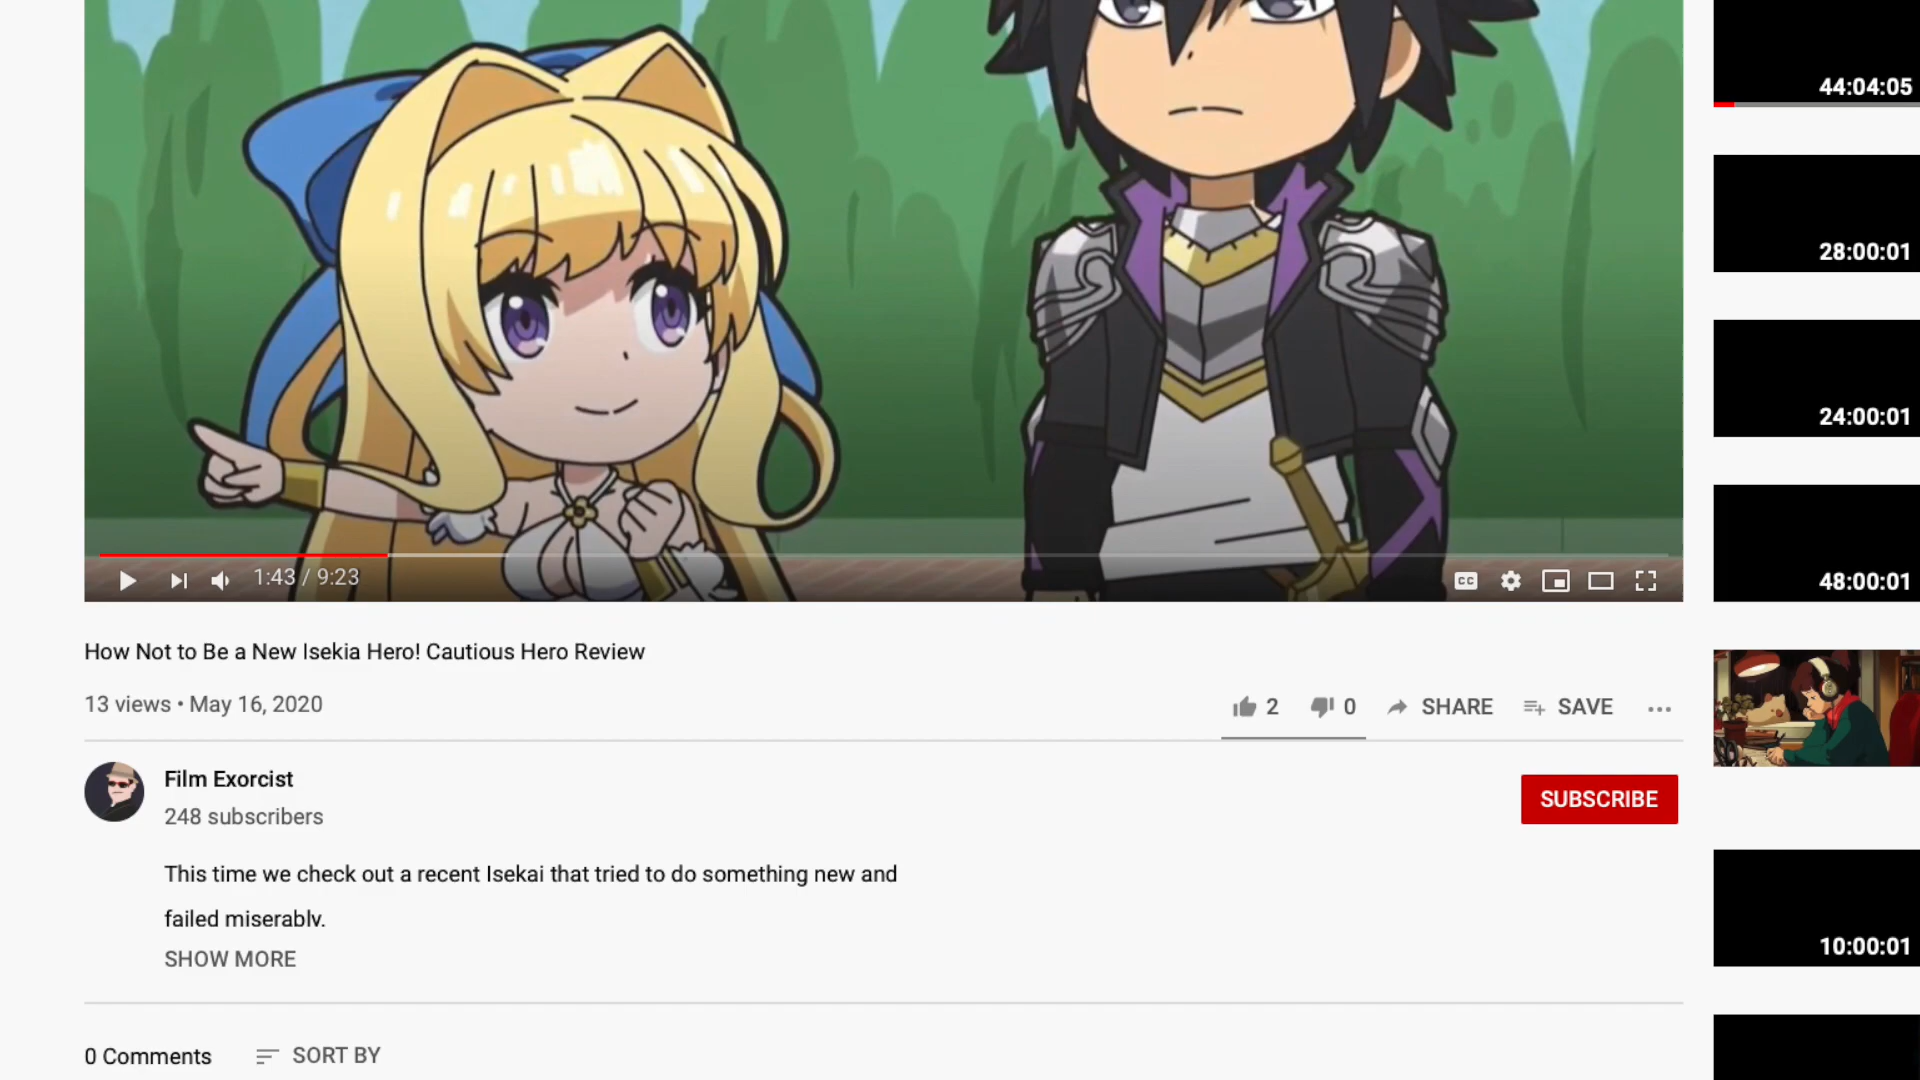 44:04:05
28:00:01
24:00:01
48:00:01
CC
1:43 / 9:23
How Not to Be a New Isekia Hero! Cautious Hero Review
13 views • May 16, 2020
2
0
SHARE
SAVE
Film Exorcist
248 subscribers
SUBSCRIBE
This time we check out a recent Isekai that tried to do something new and
failed miserably.
SHOW MORE
10:00:01
0 Comments
SORT BY